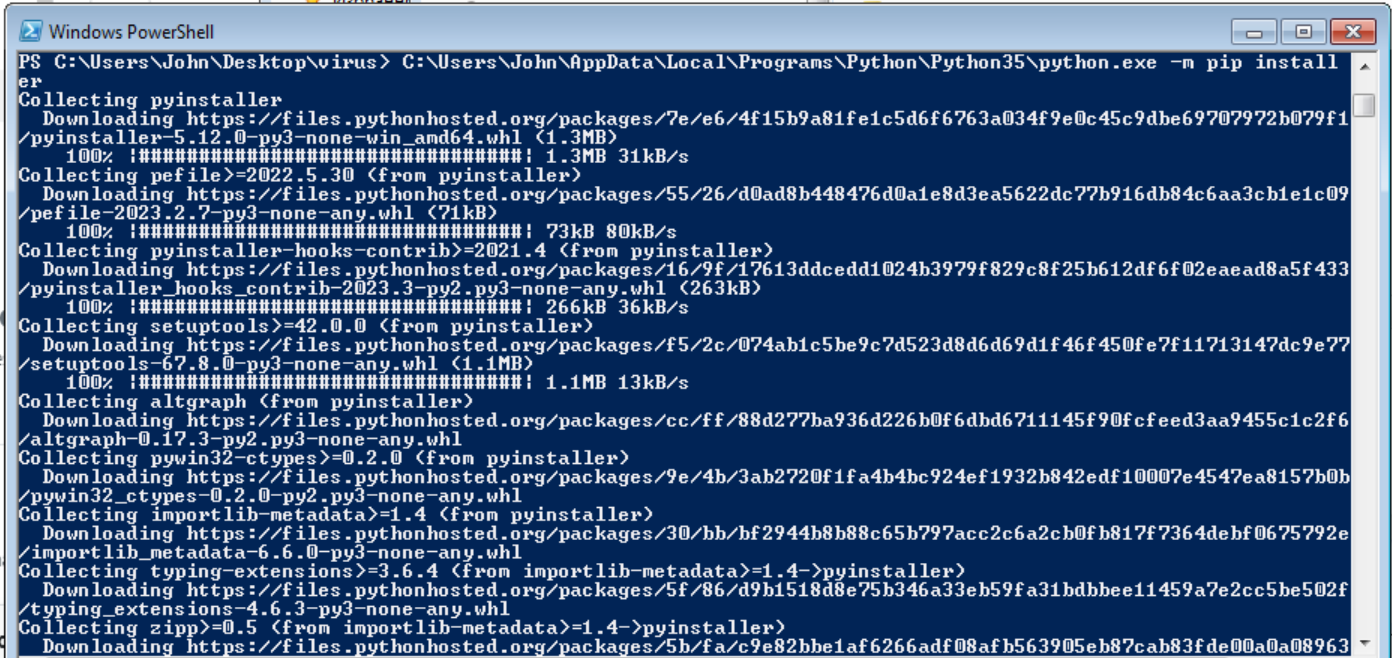 Windows PowerShell
PS C:\Users\John\Desktop\virus> C:\Users\John\AppData\Local\Programs\Python\Python35\python.exe -m pip install
er
Collecting pyinstaller
  Downloading https://files.pythonhosted.org/packages/7e/e6/4f15b9a81fe1c5d6f6763a034f9e0c45c9dbe69707972b079f1
/pyinstaller-5.12.0-py3-none-win_amd64.whl (1.3MB)
    100% |################################| 1.3MB 31kB/s
Collecting pefile>=2022.5.30 (from pyinstaller)
  Downloading https://files.pythonhosted.org/packages/55/26/d0ad8b448476d0a1e8d3ea5622dc77b916db84c6aa3cb1e1c09
/pefile-2023.2.7-py3-none-any.whl (71kB)
    100% |################################| 73kB 80kB/s
Collecting pyinstaller-hooks-contrib>=2021.4 (from pyinstaller)
  Downloading https://files.pythonhosted.org/packages/16/9f/17613ddcedd1024b3979f829c8f25b612df6f02eaead8a5f433
/pyinstaller_hooks_contrib-2023.3-py2.py3-none-any.whl (263kB)
    100% |################################| 266kB 36kB/s
Collecting setuptools>=42.0.0 (from pyinstaller)
  Downloading https://files.pythonhosted.org/packages/f5/2c/074ab1c5be9c7d523d8d6d69d1f46f450fe7f11713147dc9e77
/setuptools-67.8.0-py3-none-any.whl (1.1MB)
    100% |################################| 1.1MB 13kB/s
Collecting altgraph (from pyinstaller)
  Downloading https://files.pythonhosted.org/packages/cc/ff/88d277ba936d226b0f6dbd6711145f90fcfeed3aa9455c1c2f6
/altgraph-0.17.3-py2.py3-none-any.whl
Collecting pywin32-ctypes>=0.2.0 (from pyinstaller)
  Downloading https://files.pythonhosted.org/packages/9e/4b/3ab2720f1fa4b4bc924ef1932b842edf10007e4547ea8157b0b
/pywin32_ctypes-0.2.0-py2.py3-none-any.whl
Collecting importlib-metadata>=1.4 (from pyinstaller)
  Downloading https://files.pythonhosted.org/packages/30/bb/bf2944b8b88c65b797acc2c6a2cb0fb817f7364debf0675792e
/importlib_metadata-6.6.0-py3-none-any.whl
Collecting typing-extensions>=3.6.4 (from importlib-metadata>=1.4->pyinstaller)
  Downloading https://files.pythonhosted.org/packages/5f/86/d9b1518d8e75b346a33eb59fa31bdbbee11459a7e2cc5be502f
/typing_extensions-4.6.3-py3-none-any.whl
Collecting zipp>=0.5 (from importlib-metadata>=1.4->pyinstaller)
  Downloading https://files.pythonhosted.org/packages/5b/fa/c9e82bbe1af6266adf08afb563905eb87cab83fde00a0a08963